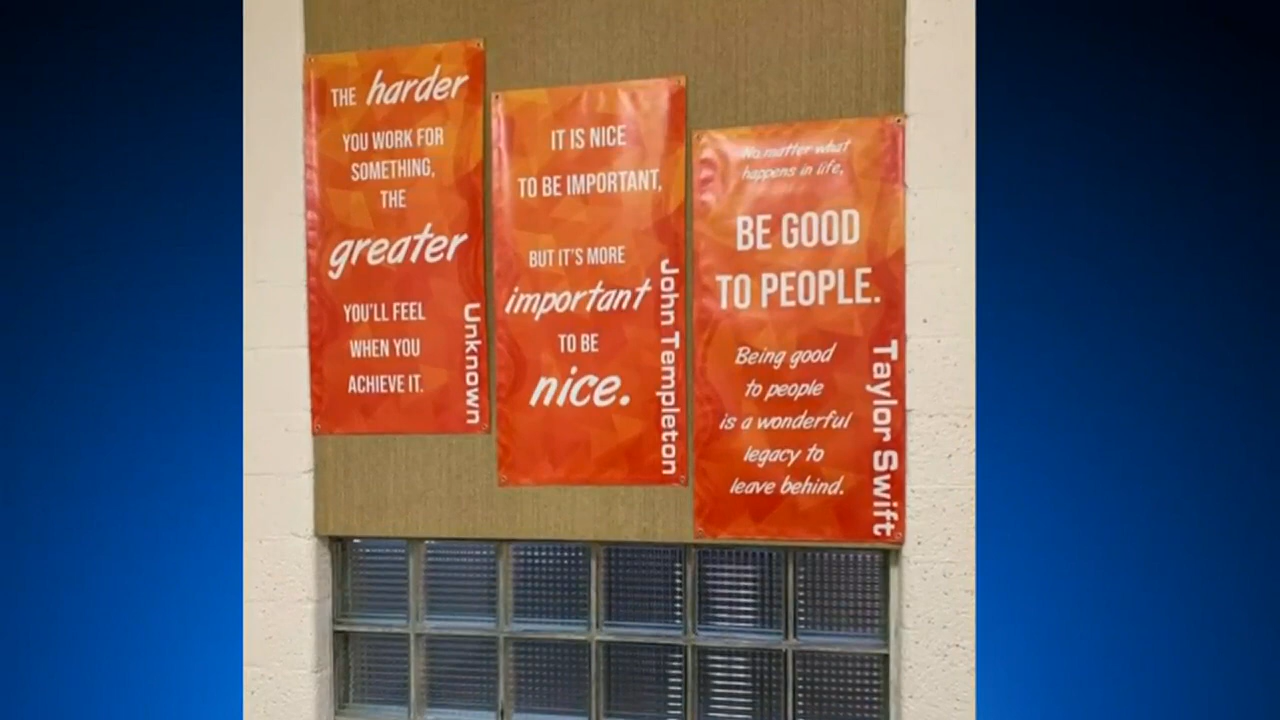 THE harder
YOU WORK FOR
SOMETHING,
THE
greater
YOU'LL FEEL
WHEN YOU
ACHIEVE IT.
Unknown
IT IS NICE
TO BE IMPORTANT,
BUT IT'S MORE
important
TO BE
nice.
John Templeton
No matter what
happens in life,
BE GOOD
TO PEOPLE.
Being good
to people
is a wonderful
legacy to
leave behind.
Taylor Swift